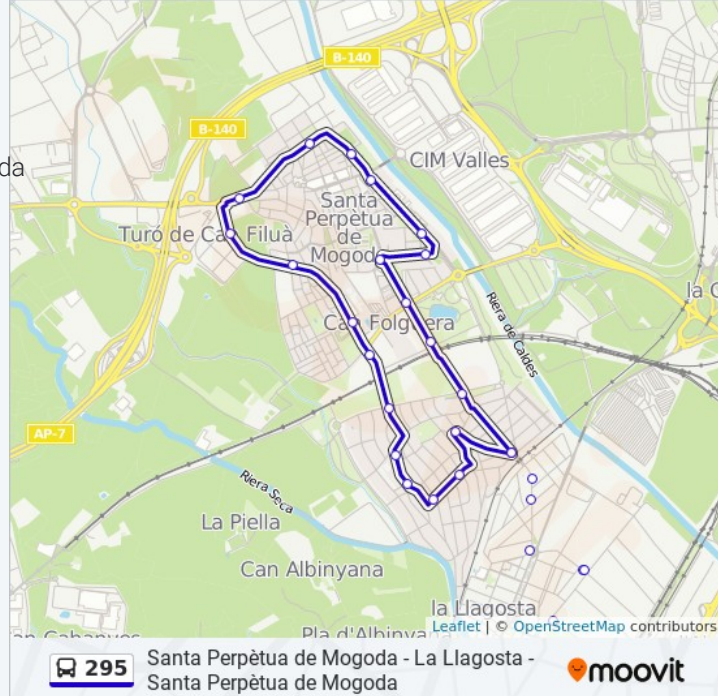 da
B-140
B-140
CIM Valles
Santa
Perpètua
de
Mogoda
Turó de Ca Filuà
la
Can Folguera
Riera de Caldes
AP-7
Riera Seca
La Piella
Can Albinyana
la Llagosta
Leaflet | © OpenStreetMap contributors
Pla d'Albinya
295
Santa Perpètua de Mogoda - La Llagosta -
Santa Perpètua de Mogoda
moovit